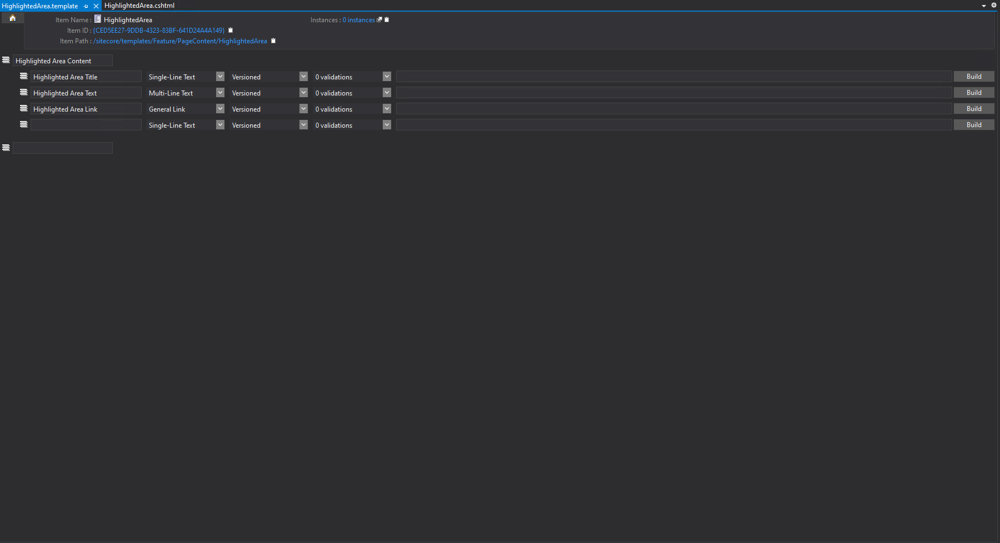 HighlightedArea.template HighlightedArea.cshtml
Item Name : HighlightedArea Instances : 0 instances
Item ID : {CED5EE27-9DDB-4323-83BF-641D24A4A149}
Item Path : /sitecore/templates/Feature/PageContent/HighlightedArea
Highlighted Area Content
Highlighted Area Title Single-Line Text Versioned 0 validations Build
Highlighted Area Text Multi-Line Text Versioned 0 validations Build
Highlighted Area Link General Link Versioned 0 validations Build
Single-Line Text Versioned 0 validations Build